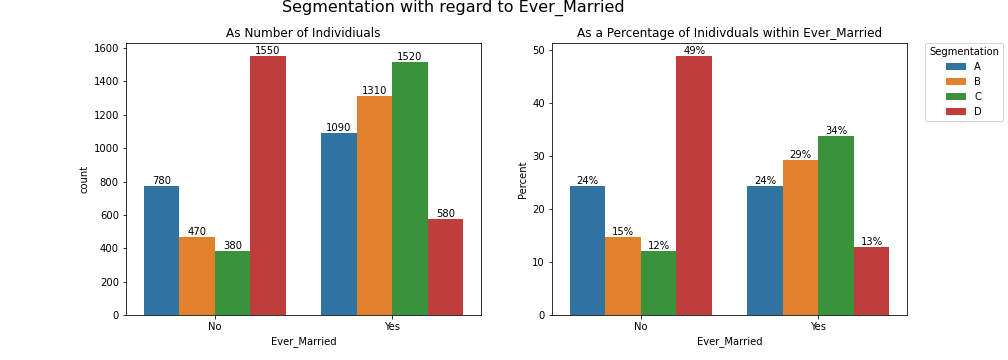 Segmentation with regard to Ever_Married
As Number of Individiuals
1600
1400
1200
1000
800
600
400
200
0
count
780
470
380
1550
1090
1310
1520
580
No
Yes
Ever_Married
As a Percentage of Inidivduals within Ever_Married
50
40
30
20
10
0
Percent
24%
15%
12%
49%
24%
29%
34%
13%
No
Yes
Ever_Married
Segmentation
A
B
C
D